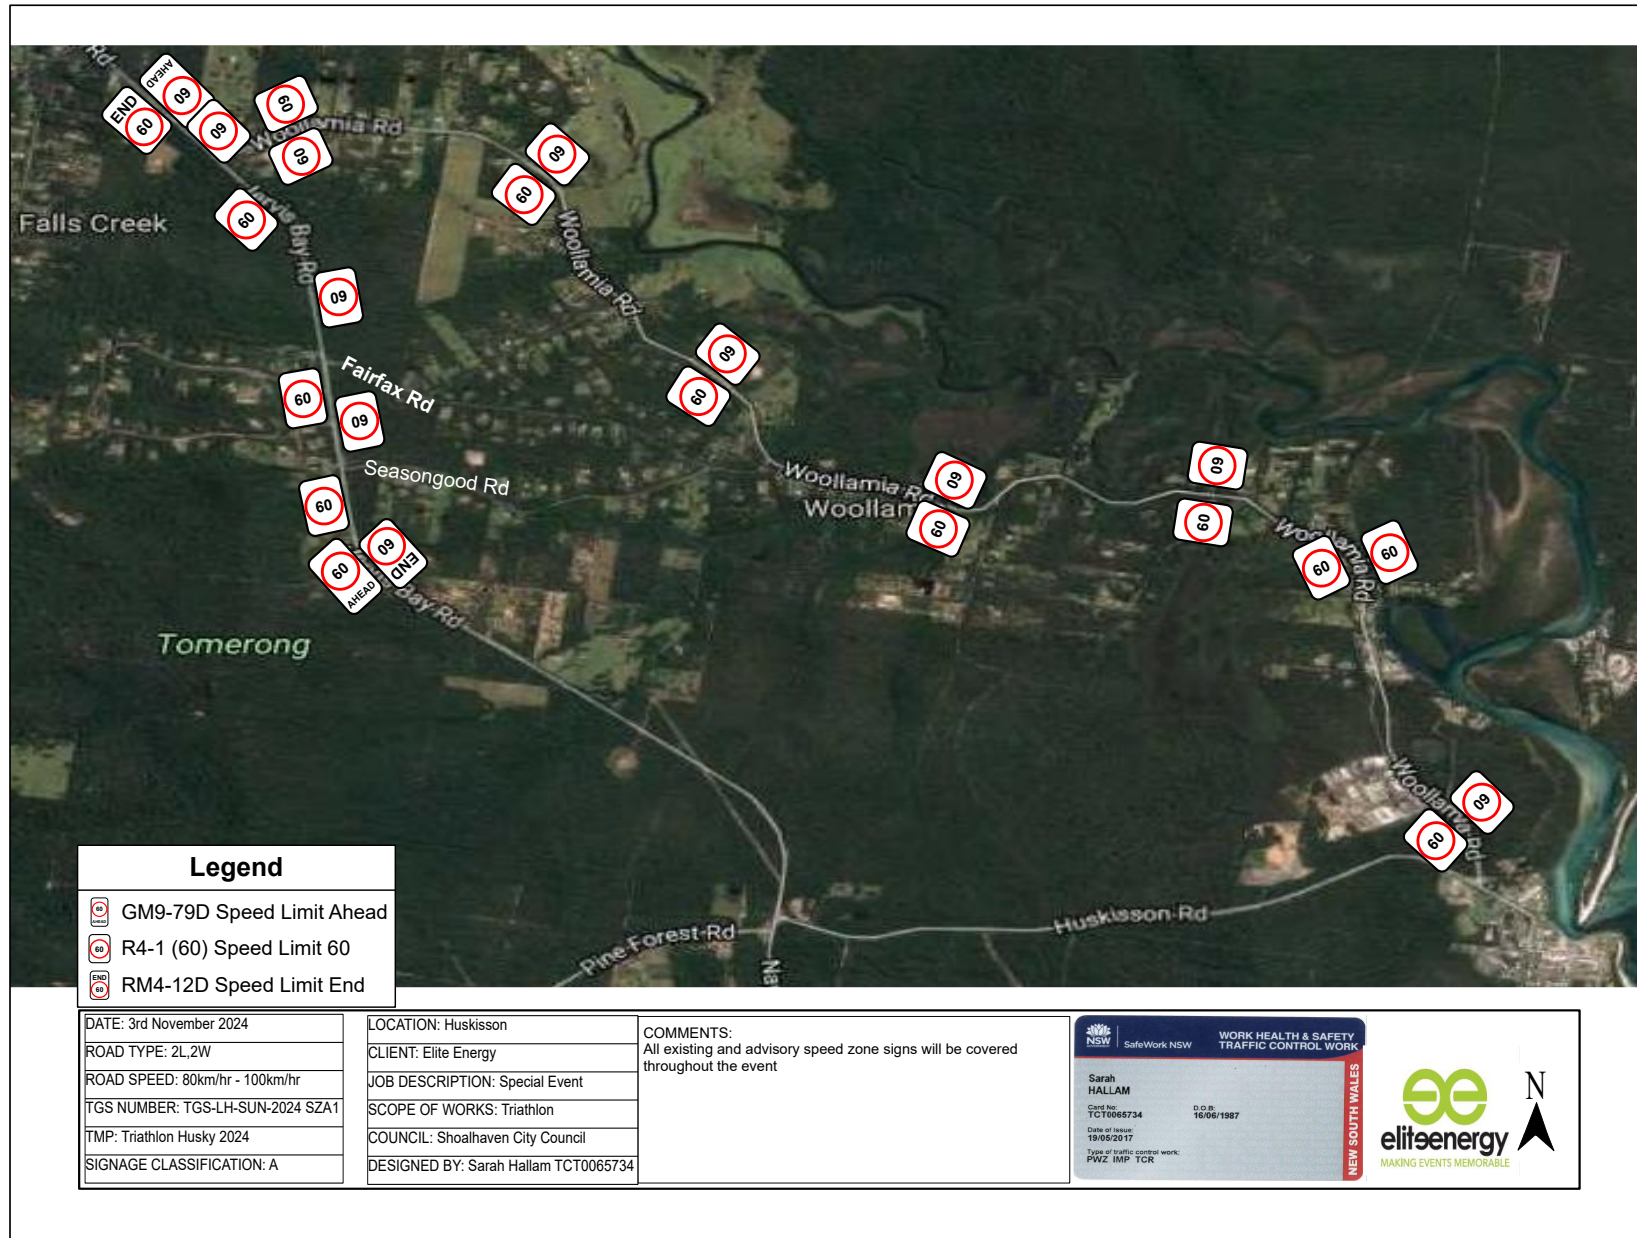 Rd
AHEAD
60
END
60
60
60
60
Woollamia Rd
60
60
60
Jarvis Bay Rd
Falls Creek
Woollamia Rd
60
60
60
60
Fairfax Rd
60
60
Seasongood Rd
60
Woollamia Rd
60
60
60
60
60
60
END
60
AHEAD
Bay Rd
Woollamia Rd
60
60
Tomerong
Woollamia Rd
60
60
Huskisson Rd
Pine Forest Rd
Legend
60
AHEAD
GM9-79D Speed Limit Ahead
60
R4-1 (60) Speed Limit 60
END
60
RM4-12D Speed Limit End
DATE: 3rd November 2024
ROAD TYPE: 2L,2W
ROAD SPEED: 80km/hr - 100km/hr
TGS NUMBER: TGS-LH-SUN-2024 SZA1
TMP: Triathlon Husky 2024
SIGNAGE CLASSIFICATION: A
LOCATION: Huskisson
CLIENT: Elite Energy
JOB DESCRIPTION: Special Event
SCOPE OF WORKS: Triathlon
COUNCIL: Shoalhaven City Council
DESIGNED BY: Sarah Hallam TCT0065734
COMMENTS:
All existing and advisory speed zone signs will be covered
throughout the event
NSW
SafeWork NSW
WORK HEALTH & SAFETY
TRAFFIC CONTROL WORK
Sarah
HALLAM
Card No:
TCT0065734
D.O.B:
16/06/1987
Date of Issue:
19/05/2017
Type of traffic control work:
PWZ IMP TCR
NEW SOUTH WALES
eliteenergy
MAKING EVENTS MEMORABLE
N